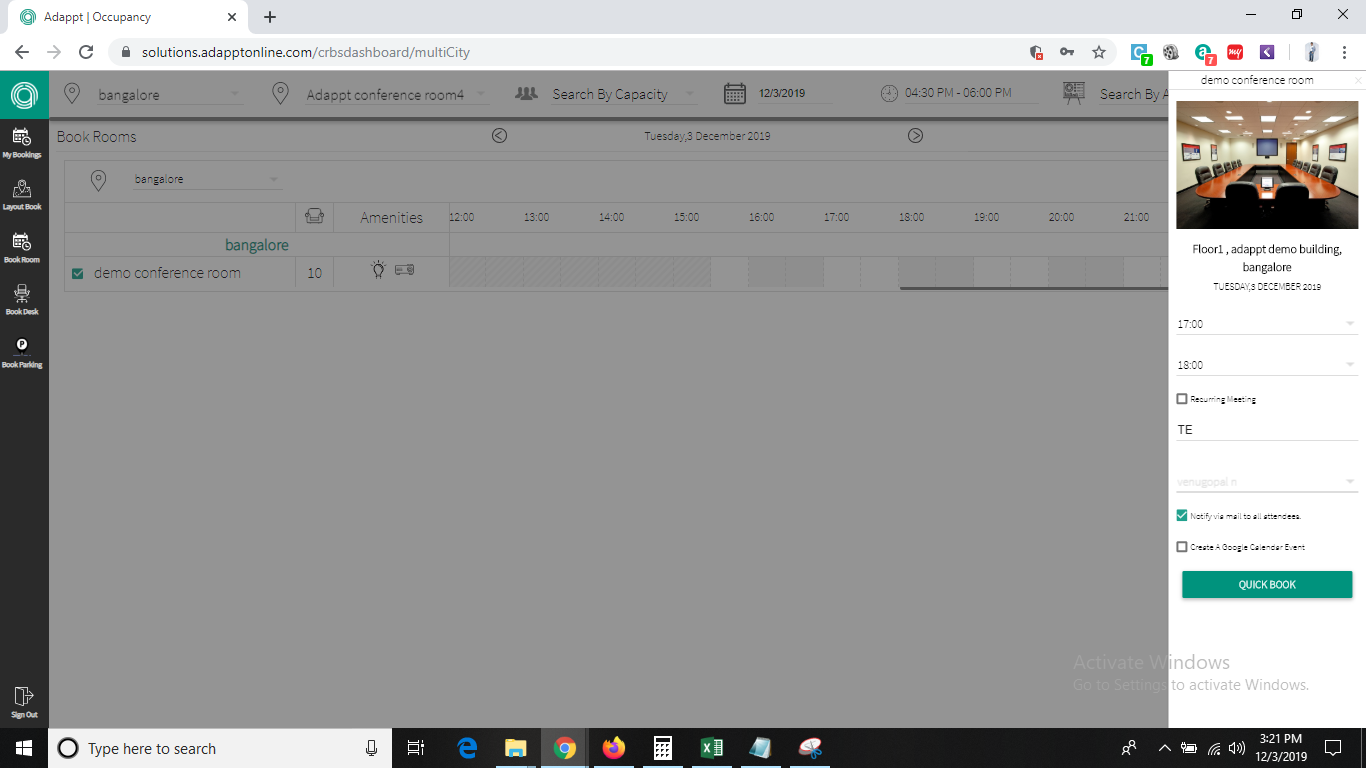 Adappt | Occupancy
solutions.adapptonline.com/crbsdashboard/multiCity
7
7
my
bangalore
Adappt conference room4
Search By Capacity
12/3/2019
04:30 PM - 06:00 PM
Search By A
My Bookings
Layout Book
Book Room
Book Desk
P
Book Parking
Sign Out
Book Rooms
Tuesday,3 December 2019
bangalore
Amenities
12:00 13:00 14:00 15:00 16:00 17:00 18:00 19:00 20:00 21:00
bangalore
demo conference room 10
demo conference room
Floor1 , adappt demo building,
bangalore
TUESDAY,3 DECEMBER 2019
17:00
18:00
Recurring Meeting
TE
venugopal n
Notify via mail to all attendees.
Create A Google Calendar Event
QUICK BOOK
Activate Windows
Go to Settings to activate Windows.
Type here to search
3:21 PM
12/3/2019